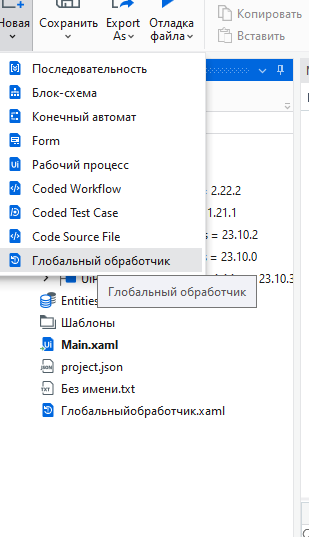 Новая
Сохранить
Export
As
Отладка
файла
Копировать
Вставить
Последовательность
Блок-схема
Конечный автомат
Form
Рабочий процесс
Coded Workflow
= 2.22.2
Coded Test Case
1.21.1
Code Source File
s = 23.10.2
Глобальный обработчик
= 23.10.0
= 23.10.3
Entities
Глобальный обработчик
Шаблоны
Main.xaml
project.json
Без имени.txt
Глобальныйобработчик.xaml